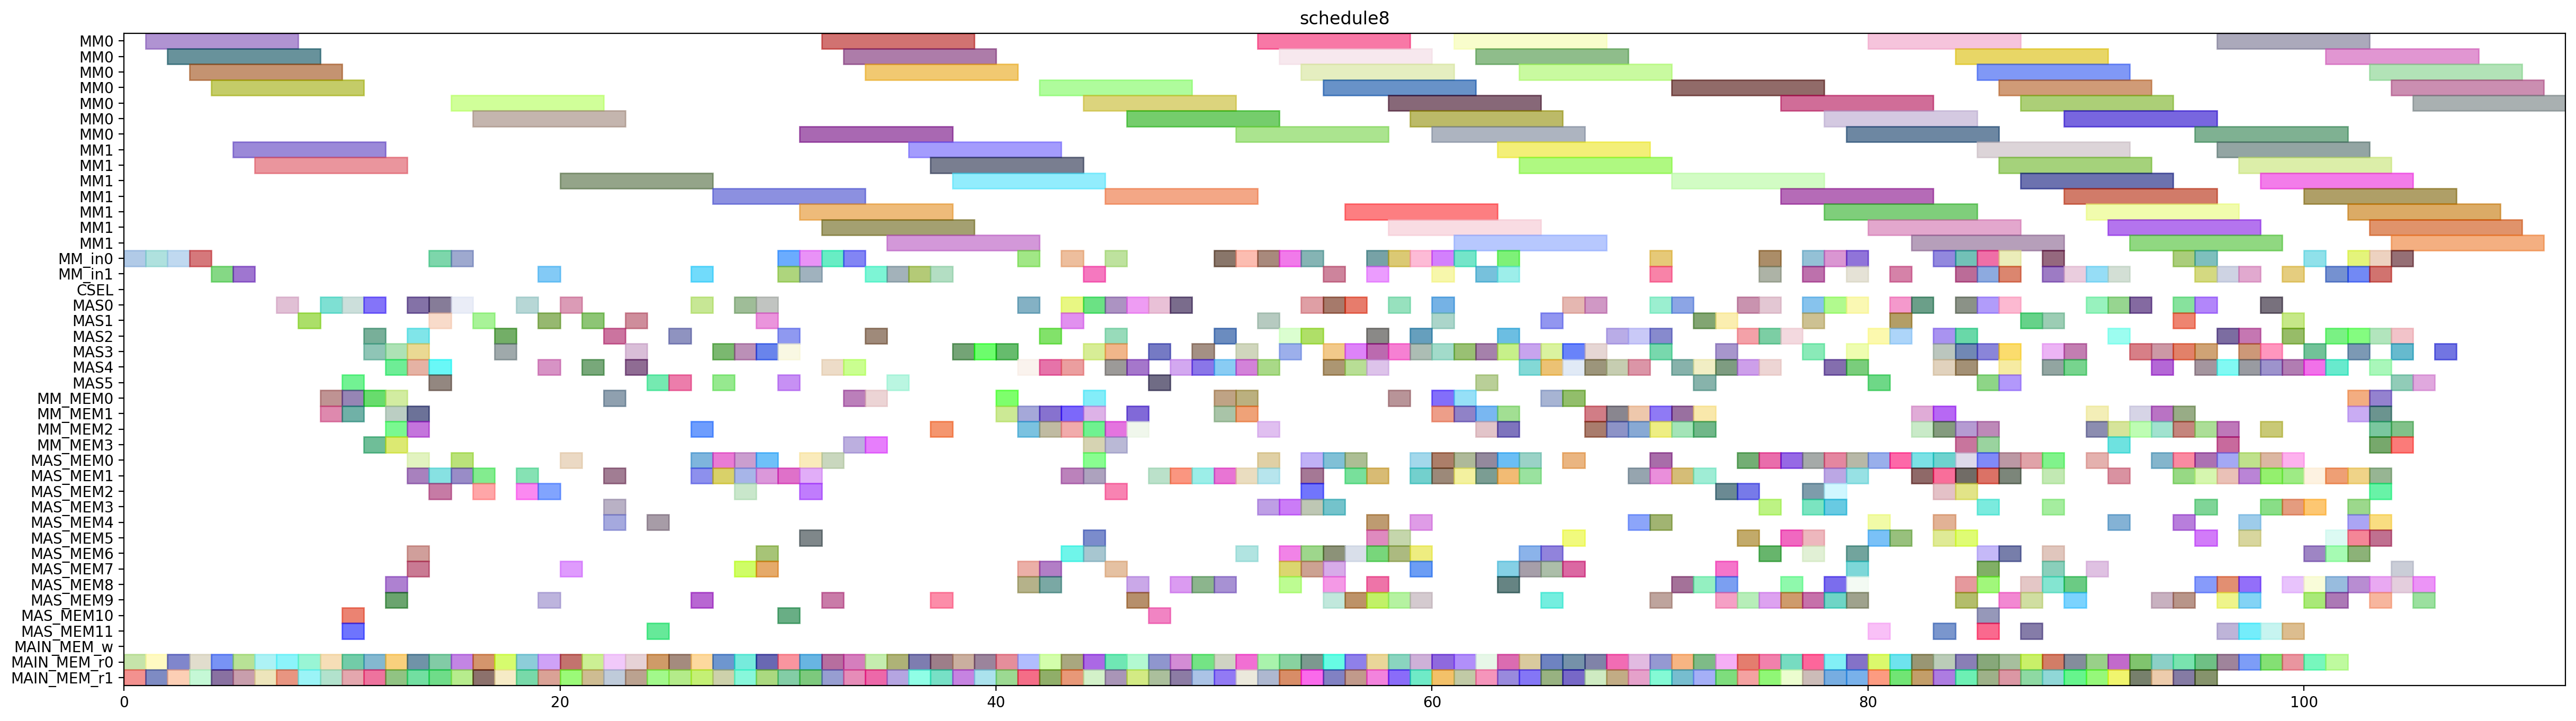 schedule8
MM0
MM0
MM0
MM0
MM0
MM0
MM0
MM1
MM1
MM1
MM1
MM1
MM1
MM1
MM_in0
MM_in1
CSEL
MAS0
MAS1
MAS2
MAS3
MAS4
MAS5
MM_MEM0
MM_MEM1
MM_MEM2
MM_MEM3
MAS_MEM0
MAS_MEM1
MAS_MEM2
MAS_MEM3
MAS_MEM4
MAS_MEM5
MAS_MEM6
MAS_MEM7
MAS_MEM8
MAS_MEM9
MAS_MEM10
MAS_MEM11
MAIN_MEM_w
MAIN_MEM_r0
MAIN_MEM_r1
0 20 40 60 80 100